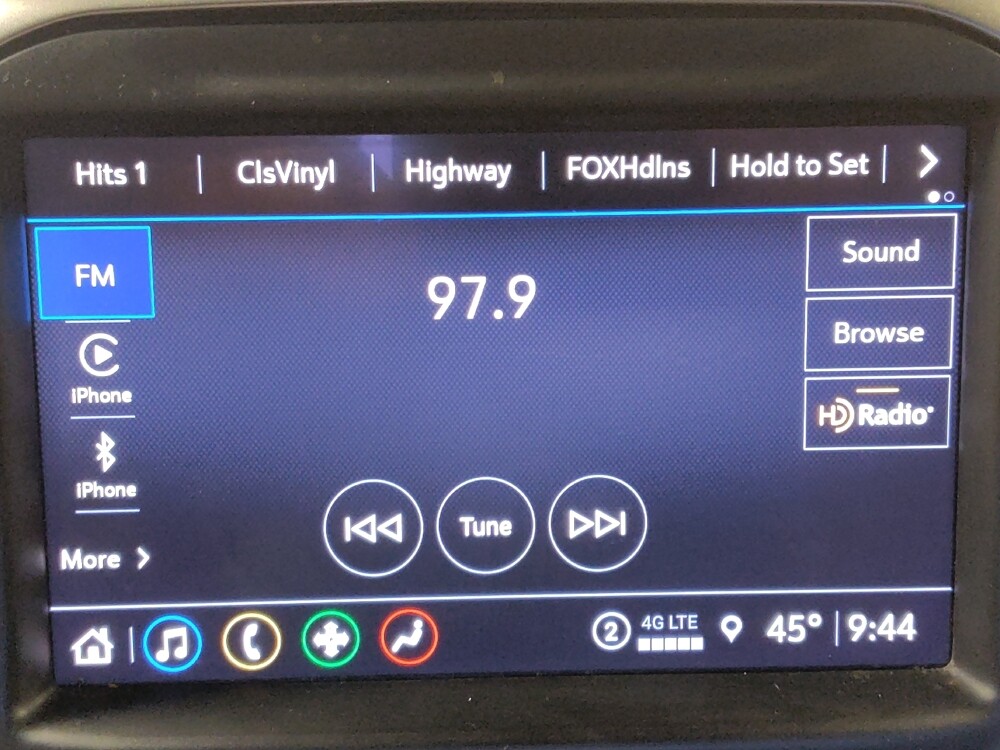 Hits 1 | ClsVinyl | Highway | FOXHdlns | Hold to Set |
FM
97.9
Sound
iPhone
Browse
HD Radio
iPhone
Tune
More
2 4G LTE 45° 9:44